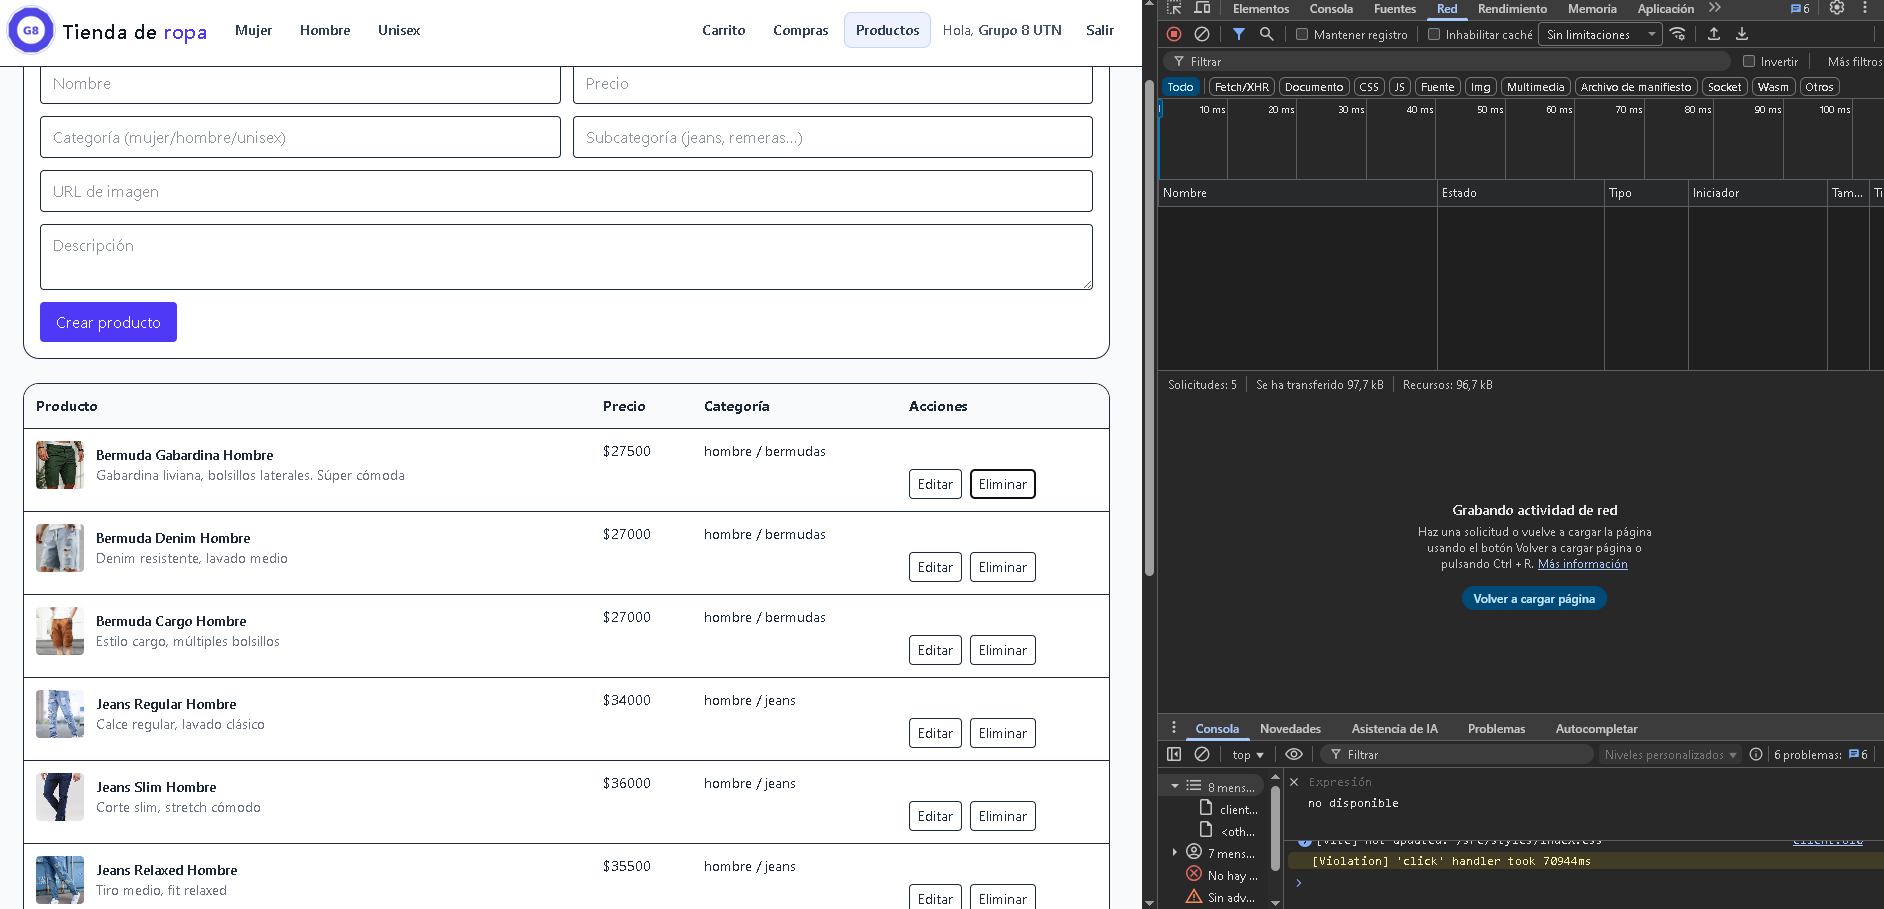 G8 Tienda de ropa Mujer Hombre Unisex Carrito Compras Productos Hola, Grupo 8 UTN Salir
Nombre Precio
Categoría (mujer/hombre/unisex) Subcategoría (jeans, remeras...)
URL de imagen
Descripción
Crear producto
Producto Precio Categoría Acciones
Bermuda Gabardina Hombre $27500 hombre / bermudas
Gabardina liviana, bolsillos laterales. Súper cómoda
Editar Eliminar
Bermuda Denim Hombre $27000 hombre / bermudas
Denim resistente, lavado medio
Editar Eliminar
Bermuda Cargo Hombre $27000 hombre / bermudas
Estilo cargo, múltiples bolsillos
Editar Eliminar
Jeans Regular Hombre $34000 hombre / jeans
Calce regular, lavado clásico
Editar Eliminar
Jeans Slim Hombre $36000 hombre / jeans
Corte slim, stretch cómodo
Editar Eliminar
Jeans Relaxed Hombre $35500 hombre / jeans
Tiro medio, fit relaxed
Editar Eliminar
Elementos Consola Fuentes Red Rendimiento Memoria Aplicación 6
Mantener registro Inhabilitar caché Sin limitaciones
Filtrar Invertir Más filtros
Todo Fetch/XHR Documento CSS JS Fuente Img Multimedia Archivo de manifiesto Socket Wasm Otros
10 ms 20 ms 30 ms 40 ms 50 ms 60 ms 70 ms 80 ms 90 ms 100 ms
Nombre Estado Tipo Iniciador Tam... Ti
Solicitudes: 5 Se ha transferido 97,7 kB Recursos: 96,7 kB
Grabando actividad de red
Haz una solicitud o vuelve a cargar la página
usando el botón Volver a cargar página o
pulsando Ctrl + R. Más información
Volver a cargar página
Consola Novedades Asistencia de IA Problemas Autocompletar
top Filtrar Niveles personalizados 6 problemas: 6
8 mens...
client...
<oth...
7 mens...
No hay ...
Sin adv...
Expresión
no disponible
[vite] hot updated: /src/styles/index.css client:810
[Violation] 'click' handler took 70944ms